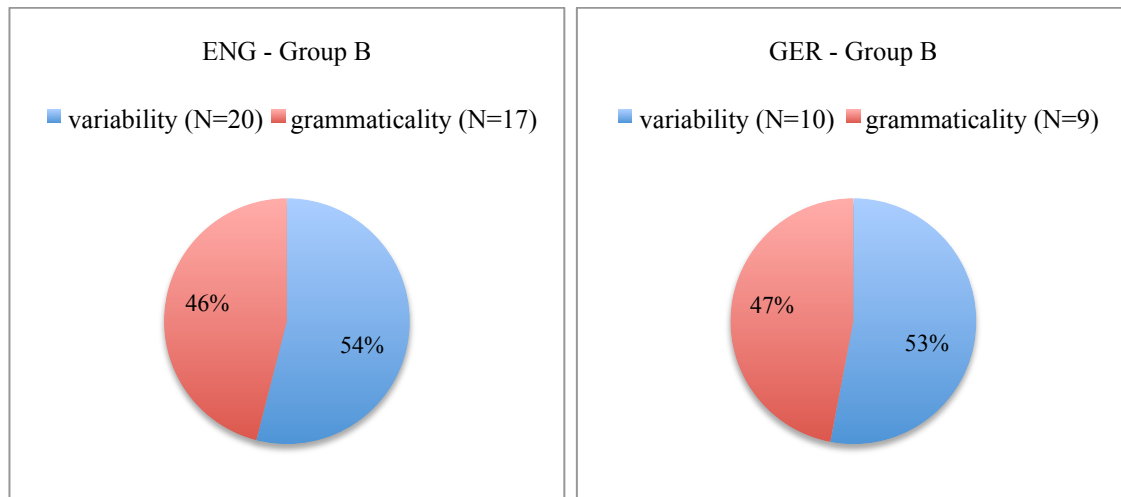 ENG - Group B
variability (N=20) grammaticality (N=17)
46%
54%
GER - Group B
variability (N=10) grammaticality (N=9)
47%
53%